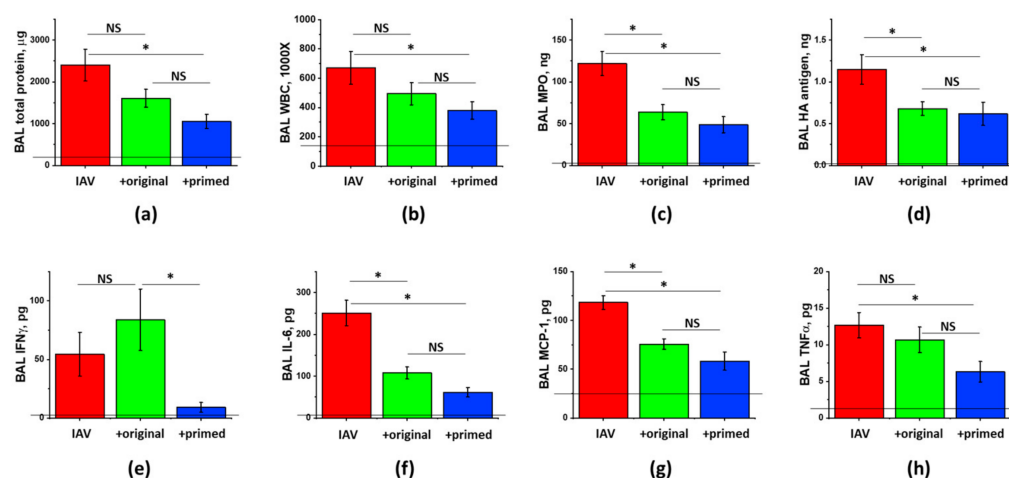 NS
*
NS
BAL total protein, µg
2500
2000
1500
1000
500
0
IAV +original +primed
(a)
NS
*
NS
BAL WBC, 1000X
1000
800
600
400
200
0
IAV +original +primed
(b)
*
*
NS
BAL MPO, ng
150
100
50
0
IAV +original +primed
(c)
*
*
NS
BAL HA antigen, ng
1.5
1.0
0.5
0.0
IAV +original +primed
(d)
NS
*
BAL IFNγ, pg
100
50
0
IAV +original +primed
(e)
*
*
NS
BAL IL-6, pg
300
200
100
0
IAV +original +primed
(f)
*
*
NS
BAL MCP-1, pg
150
100
50
0
IAV +original +primed
(g)
NS
*
NS
BAL TNFα, pg
20
15
10
5
0
IAV +original +primed
(h)